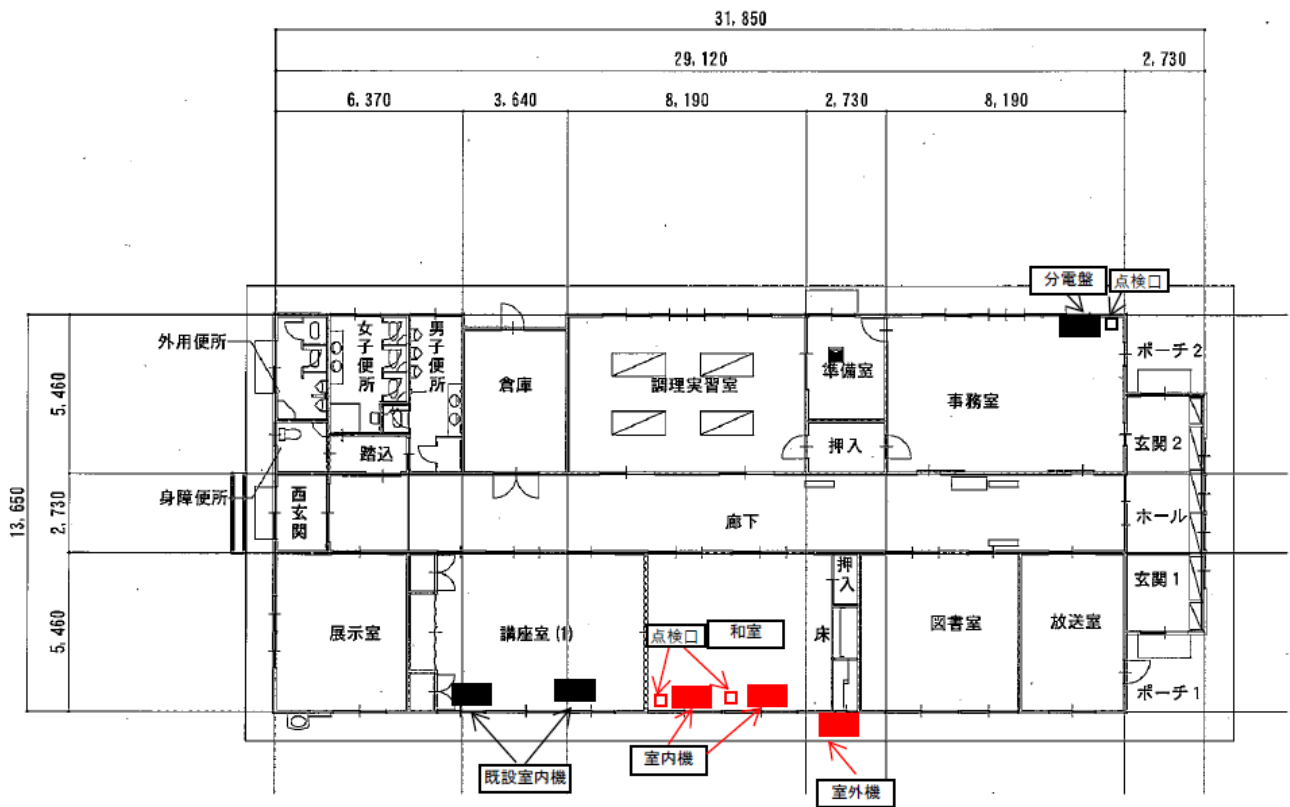 31,850
29,120
2,730
6,370
3,640
8,190
2,730
8,190
分電盤
点検口
外用便所
女子便所
男子便所
倉庫
調理実習室
準備室
事務室
ポーチ2
5,460
押入
玄関2
踏込
身障便所
西玄関
廊下
ホール
13,650
2,730
押入
玄関1
展示室
講座室(1)
点検口
和室
床
図書室
放送室
5,460
ポーチ1
既設室内機
室内機
室外機